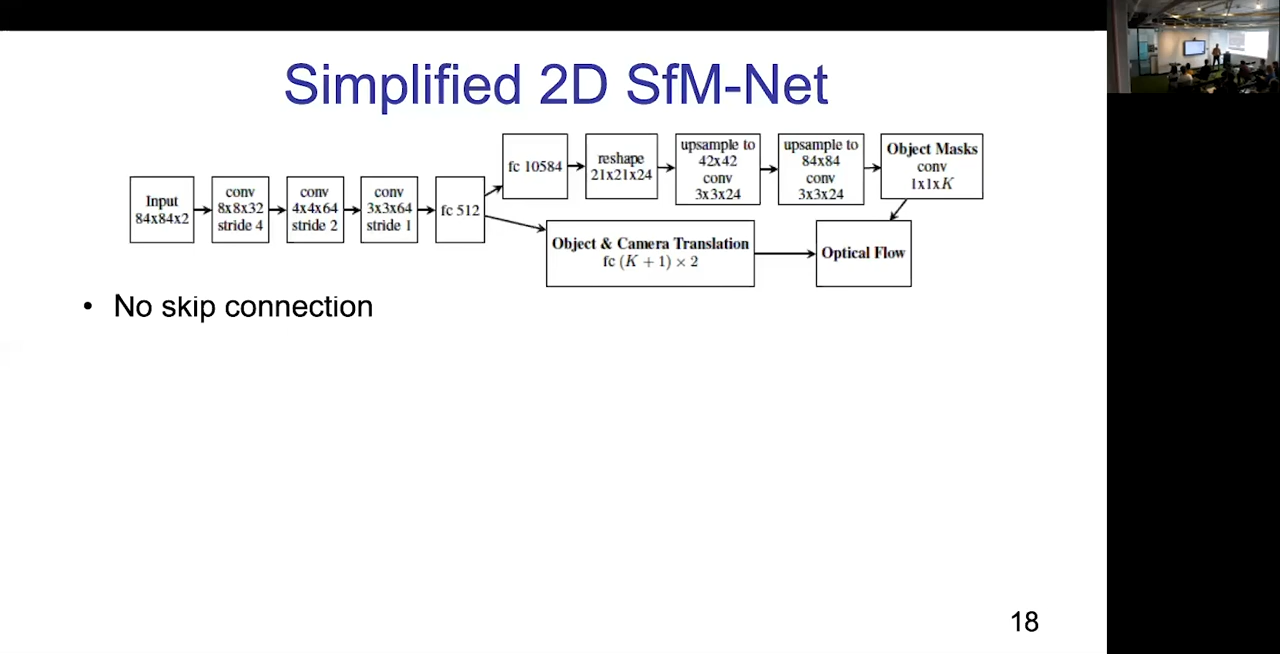 Simplified 2D SfM-Net
Input
84x84x2
conv
8x8x32
stride 4
conv
4x4x64
stride 2
conv
3x3x64
stride 1
fc 512
fc 10584
reshape
21x21x24
upsample to
42x42
conv
3x3x24
upsample to
84x84
conv
3x3x24
Object Masks
conv
1x1xK
Object & Camera Translation
fc (K + 1) × 2
Optical Flow
• No skip connection
18